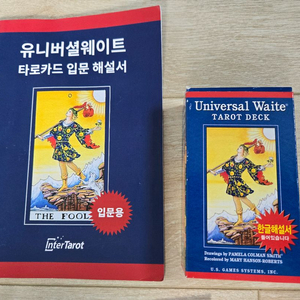 유니버셜웨이트
타로카드 입문 해설서
THE FOOL
입문용
InterTarot
Universal Waite
TAROT DECK
한글해설서
들어있습니다
Drawings by PAMELA COLMAN SMITH
Recolored by MARY HANSON-ROBERTS
U.S. GAMES SYSTEMS, INC.